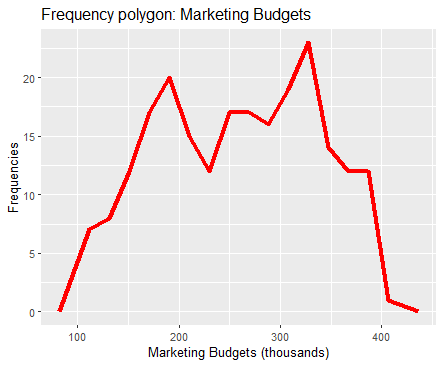 Frequency polygon: Marketing Budgets
Frequencies
20
15
10
5
0
100 200 300 400
Marketing Budgets (thousands)